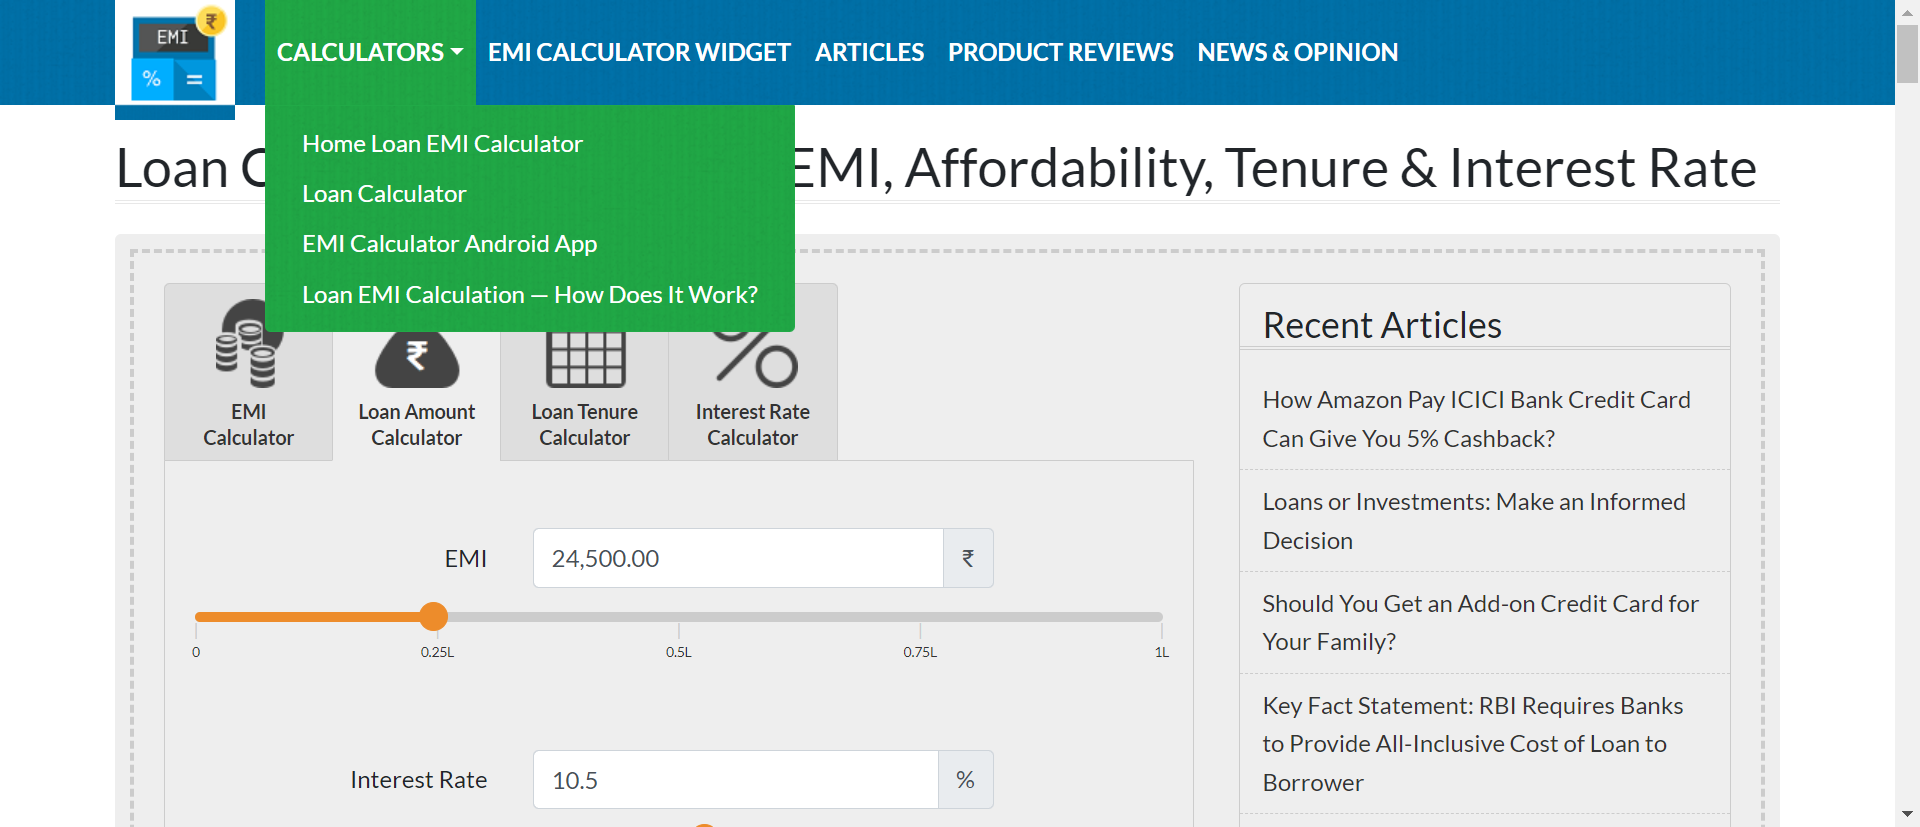 EMI
₹
%
=
CALCULATORS
EMI CALCULATOR WIDGET
ARTICLES
PRODUCT REVIEWS
NEWS & OPINION
Home Loan EMI Calculator
Loan Calculator
EMI Calculator Android App
Loan EMI Calculation — How Does It Work?
Loan
EMI, Affordability, Tenure & Interest Rate
EMI
Calculator
₹
Loan Amount
Calculator
Loan Tenure
Calculator
Interest Rate
Calculator
EMI
24,500.00
₹
0
0.25L
0.5L
0.75L
1L
Interest Rate
10.5
%
Recent Articles
How Amazon Pay ICICI Bank Credit Card
Can Give You 5% Cashback?
Loans or Investments: Make an Informed
Decision
Should You Get an Add-on Credit Card for
Your Family?
Key Fact Statement: RBI Requires Banks
to Provide All-Inclusive Cost of Loan to
Borrower